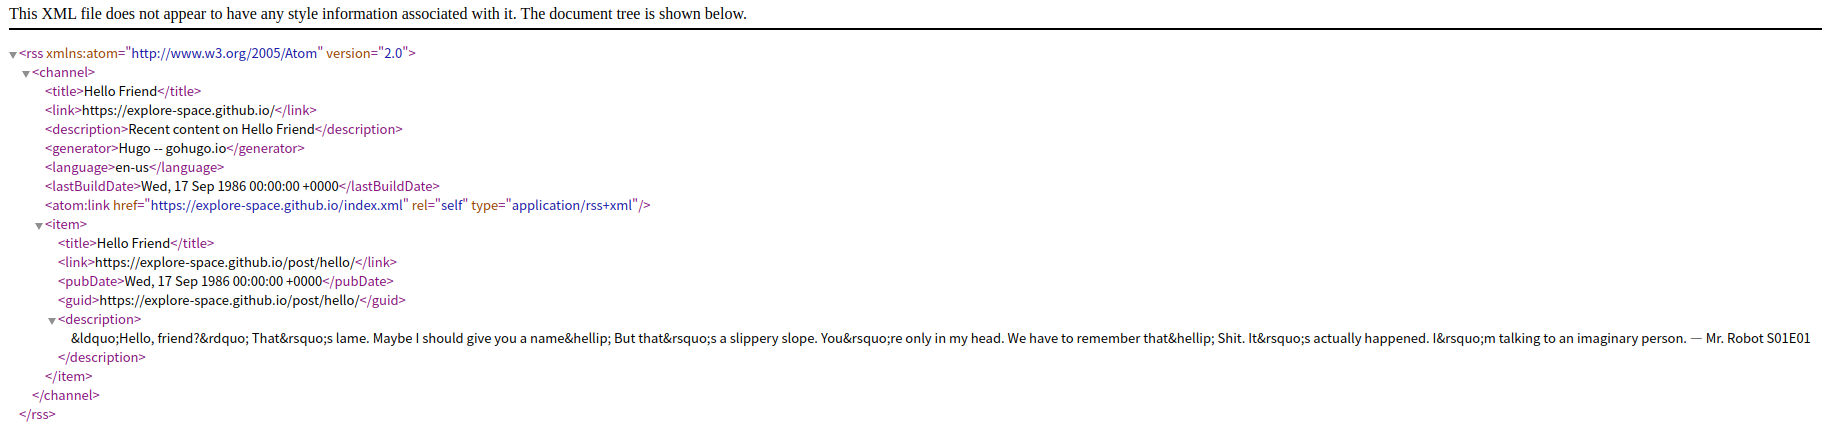 This XML file does not appear to have any style information associated with it. The document tree is shown below.
<rss xmlns:atom="http://www.w3.org/2005/Atom" version="2.0">
<channel>
<title>Hello Friend</title>
<link>https://explore-space.github.io/</link>
<description>Recent content on Hello Friend</description>
<generator>Hugo -- gohugo.io</generator>
<language>en-us</language>
<lastBuildDate>Wed, 17 Sep 1986 00:00:00 +0000</lastBuildDate>
<atom:link href="https://explore-space.github.io/index.xml" rel="self" type="application/rss+xml"/>
<item>
<title>Hello Friend</title>
<link>https://explore-space.github.io/post/hello/</link>
<pubDate>Wed, 17 Sep 1986 00:00:00 +0000</pubDate>
<guid>https://explore-space.github.io/post/hello/</guid>
<description>
&ldquo;Hello, friend?&rdquo; That&rsquo;s lame. Maybe I should give you a name&hellip; But that&rsquo;s a slippery slope. You&rsquo;re only in my head. We have to remember that&hellip; Shit. It&rsquo;s actually happened. I&rsquo;m talking to an imaginary person. — Mr. Robot S01E01
</description>
</item>
</channel>
</rss>